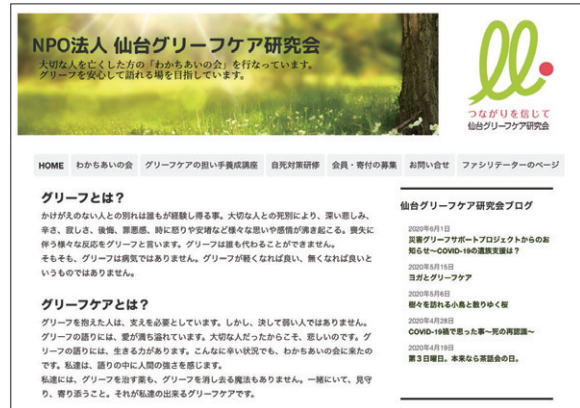 NPO法人 仙台グリーフケア研究会
大切な人を亡くした方の「わかちあいの会」を行なっています。
グリーフを安心して語れる場を目指しています。
つながりを信じて
仙台グリーフケア研究会
HOME わかちあいの会 グリーフケアの担い手養成講座 自死対策研修 会員・寄付の募集 お問い合せ ファシリテーターのページ
グリーフとは？
かけがえのない人との別れは誰もが経験し得る事。大切な人との死別により、深い悲しみ、
辛さ、寂しさ、後悔、罪悪感、時に怒りや安堵など様々な思いや感情が沸き起こる。喪失に
伴う様々な反応をグリーフと言います。グリーフは誰も代わることができません。
そもそも、グリーフは病気ではありません。グリーフが軽くなれば良い、無くなれば良いと
いうものではありません。
グリーフケアとは？
グリーフを抱えた人は、支えを必要としています。しかし、決して弱い人ではありません。
グリーフの語りには、愛が満ち溢れています。大切な人だったからこそ、悲しいのです。グ
リーフの語りには、生きる力があります。こんなに辛い状況でも、わかちあいの会に来たの
です。私達は、語りの中に人間の強さを感じます。
私達には、グリーフを治す薬も、グリーフを消し去る魔法もありません。一緒にいて、見守
り、寄り添うこと。それが私達の出来るグリーフケアです。
仙台グリーフケア研究会ブログ
2020年6月1日
災害グリーフサポートプロジェクトからのお
知らせ〜COVID-19の遺族支援は？
2020年5月15日
ヨガとグリーフケア
2020年5月6日
樹々を訪れる小鳥と散りゆく桜
2020年4月28日
COVID-19禍で思った事〜死の再認識〜
2020年4月19日
第３日曜日。本来なら茶話会の日。